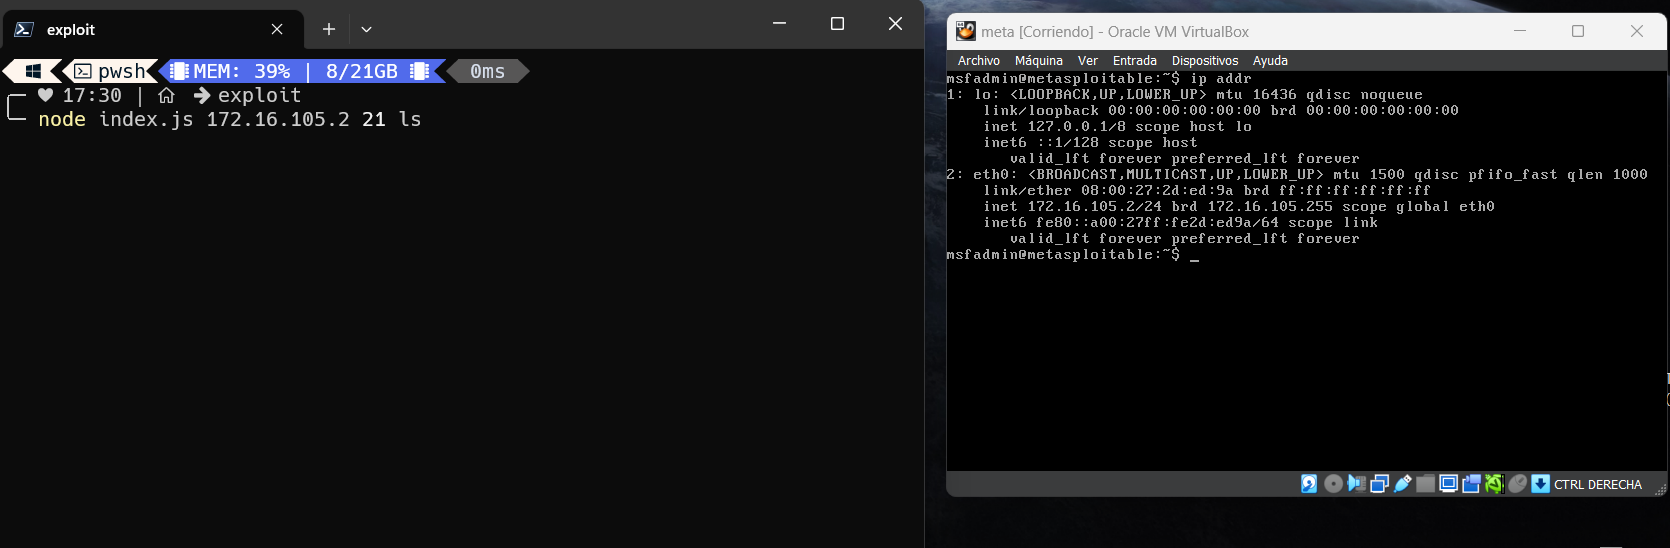 exploit
pwsh MEM: 39% | 8/21GB 0ms
17:30 | exploit
node index.js 172.16.105.2 21 ls
meta [Corriendo] - Oracle VM VirtualBox
Archivo Máquina Ver Entrada Dispositivos Ayuda
msfadmin@metasploitable:~$ ip addr
1: lo: <LOOPBACK,UP,LOWER_UP> mtu 16436 qdisc noqueue
link/loopback 00:00:00:00:00:00 brd 00:00:00:00:00:00
inet 127.0.0.1/8 scope host lo
inet6 ::1/128 scope host
valid_lft forever preferred_lft forever
2: eth0: <BROADCAST,MULTICAST,UP,LOWER_UP> mtu 1500 qdisc pfifo_fast qlen 1000
link/ether 08:00:27:2d:ed:9a brd ff:ff:ff:ff:ff:ff
inet 172.16.105.2/24 brd 172.16.105.255 scope global eth0
inet6 fe80::a00:27ff:fe2d:ed9a/64 scope link
valid_lft forever preferred_lft forever
msfadmin@metasploitable:~$ _
CTRL DERECHA